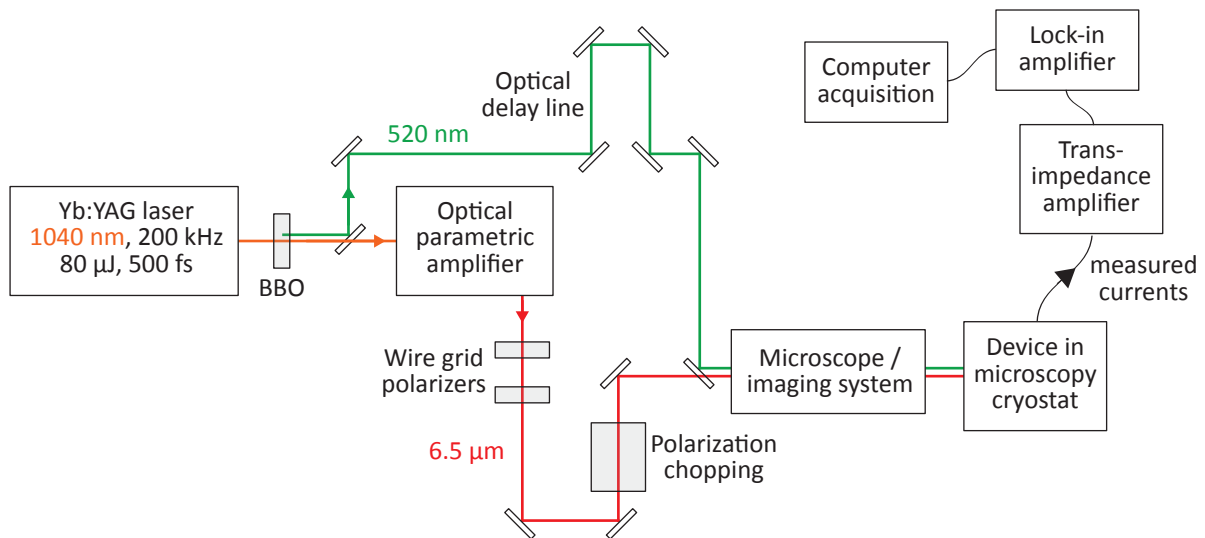 Optical
delay line
520 nm
Computer
acquisition
Lock-in
amplifier
Trans-
impedance
amplifier
Yb:YAG laser
1040 nm, 200 kHz
80 µJ, 500 fs
BBO
Optical
parametric
amplifier
measured
currents
Wire grid
polarizers
6.5 µm
Polarization
chopping
Microscope /
imaging system
Device in
microscopy
cryostat